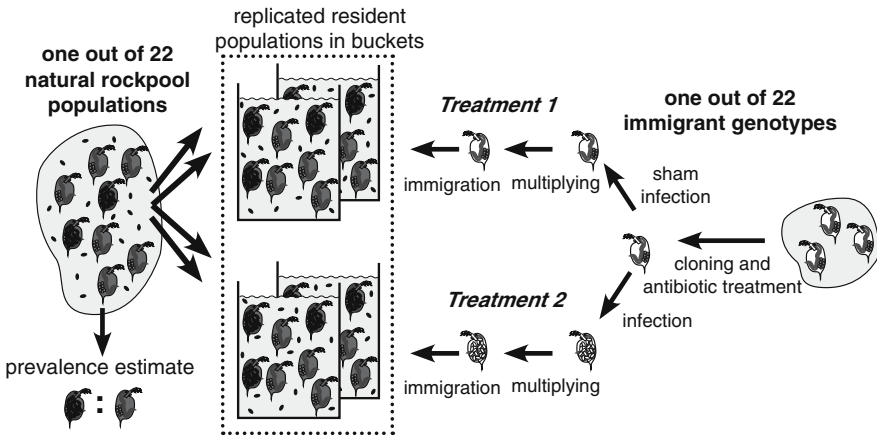 one out of 22
natural rockpool
populations
prevalence estimate
:
replicated resident
populations in buckets
Treatment 1
immigration
multiplying
sham
infection
one out of 22
immigrant genotypes
cloning and
antibiotic treatment
Treatment 2
infection
immigration
multiplying